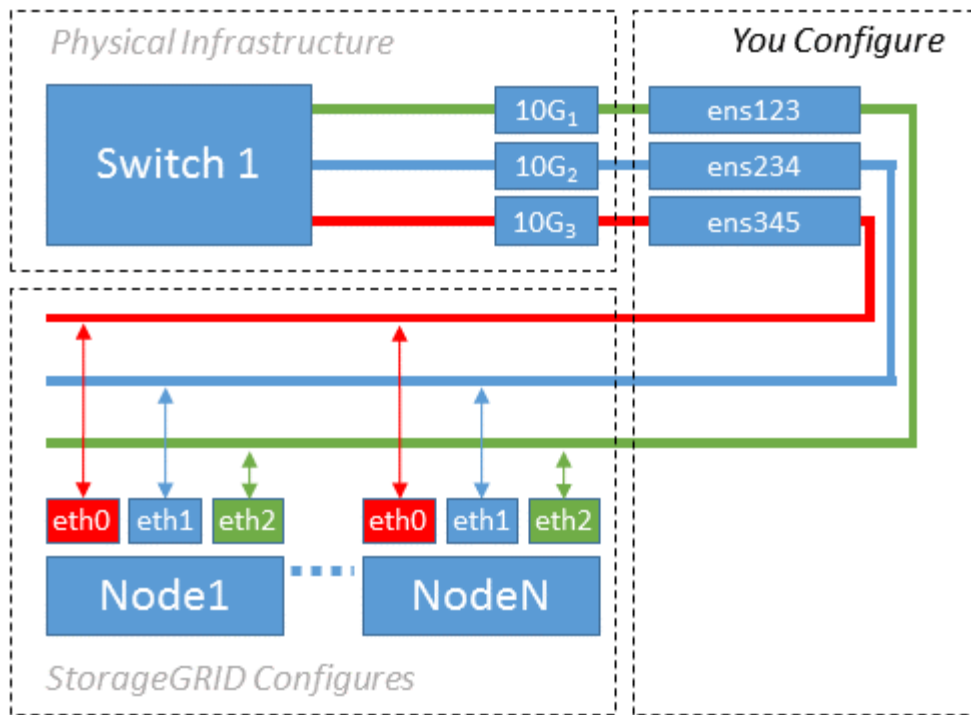 Physical Infrastructure
You Configure
Switch 1
10G₁
ens123
10G₂
ens234
10G₃
ens345
eth0 eth1 eth2
eth0 eth1 eth2
Node1
NodeN
StorageGRID Configures